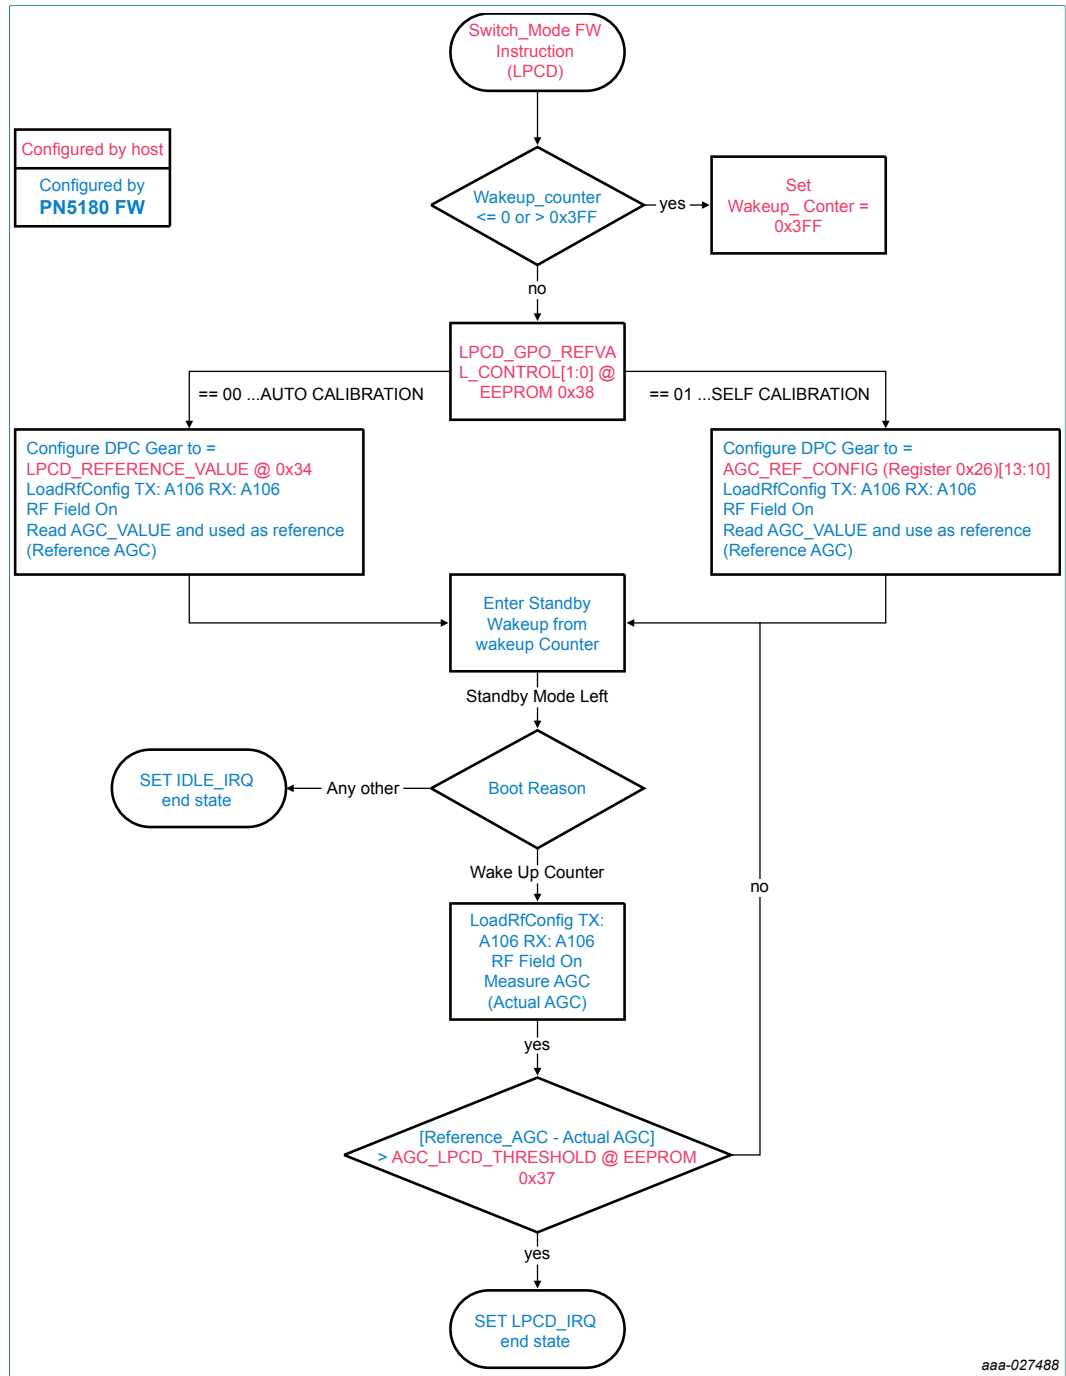 Switch_Mode FW
Instruction
(LPCD)
Configured by host
Configured by
PN5180 FW
Wakeup_counter
<= 0 or > 0x3FF
yes
Set
Wakeup_ Conter =
0x3FF
no
LPCD_GPO_REFVA
L_CONTROL[1:0] @
EEPROM 0x38
== 00 ...AUTO CALIBRATION
== 01 ...SELF CALIBRATION
Configure DPC Gear to =
LPCD_REFERENCE_VALUE @ 0x34
LoadRfConfig TX: A106 RX: A106
RF Field On
Read AGC_VALUE and used as reference
(Reference AGC)
Configure DPC Gear to =
AGC_REF_CONFIG (Register 0x26)[13:10]
LoadRfConfig TX: A106 RX: A106
RF Field On
Read AGC_VALUE and use as reference
(Reference AGC)
Enter Standby
Wakeup from
wakeup Counter
Standby Mode Left
SET IDLE_IRQ
end state
Any other
Boot Reason
Wake Up Counter
no
LoadRfConfig TX:
A106 RX: A106
RF Field On
Measure AGC
(Actual AGC)
yes
[Reference_AGC - Actual AGC]
> AGC_LPCD_THRESHOLD @ EEPROM
0x37
yes
SET LPCD_IRQ
end state
aaa-027488